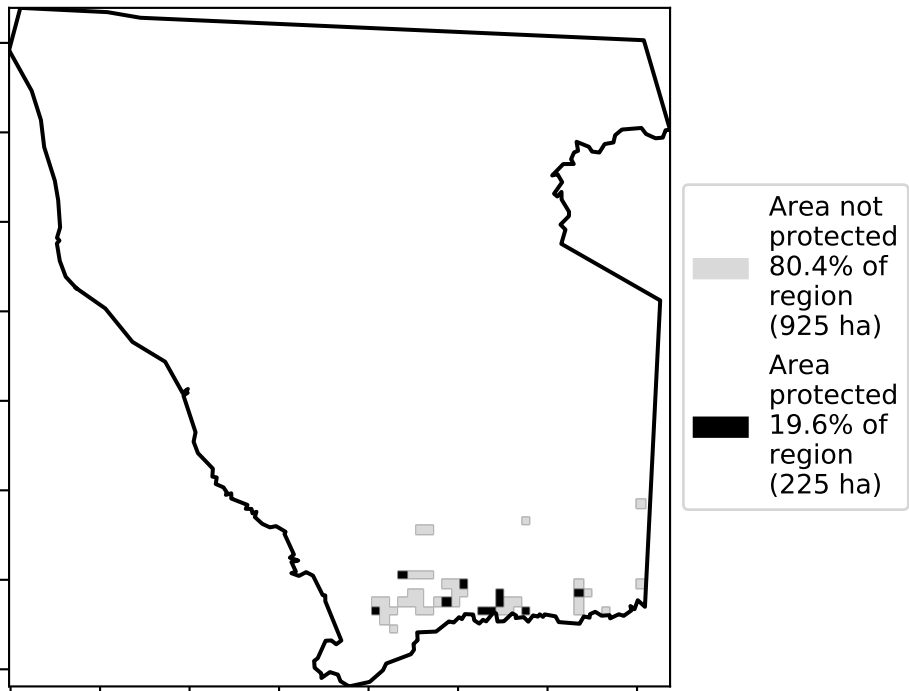 Area not
protected
80.4% of
region
(925 ha)
Area
protected
19.6% of
region
(225 ha)